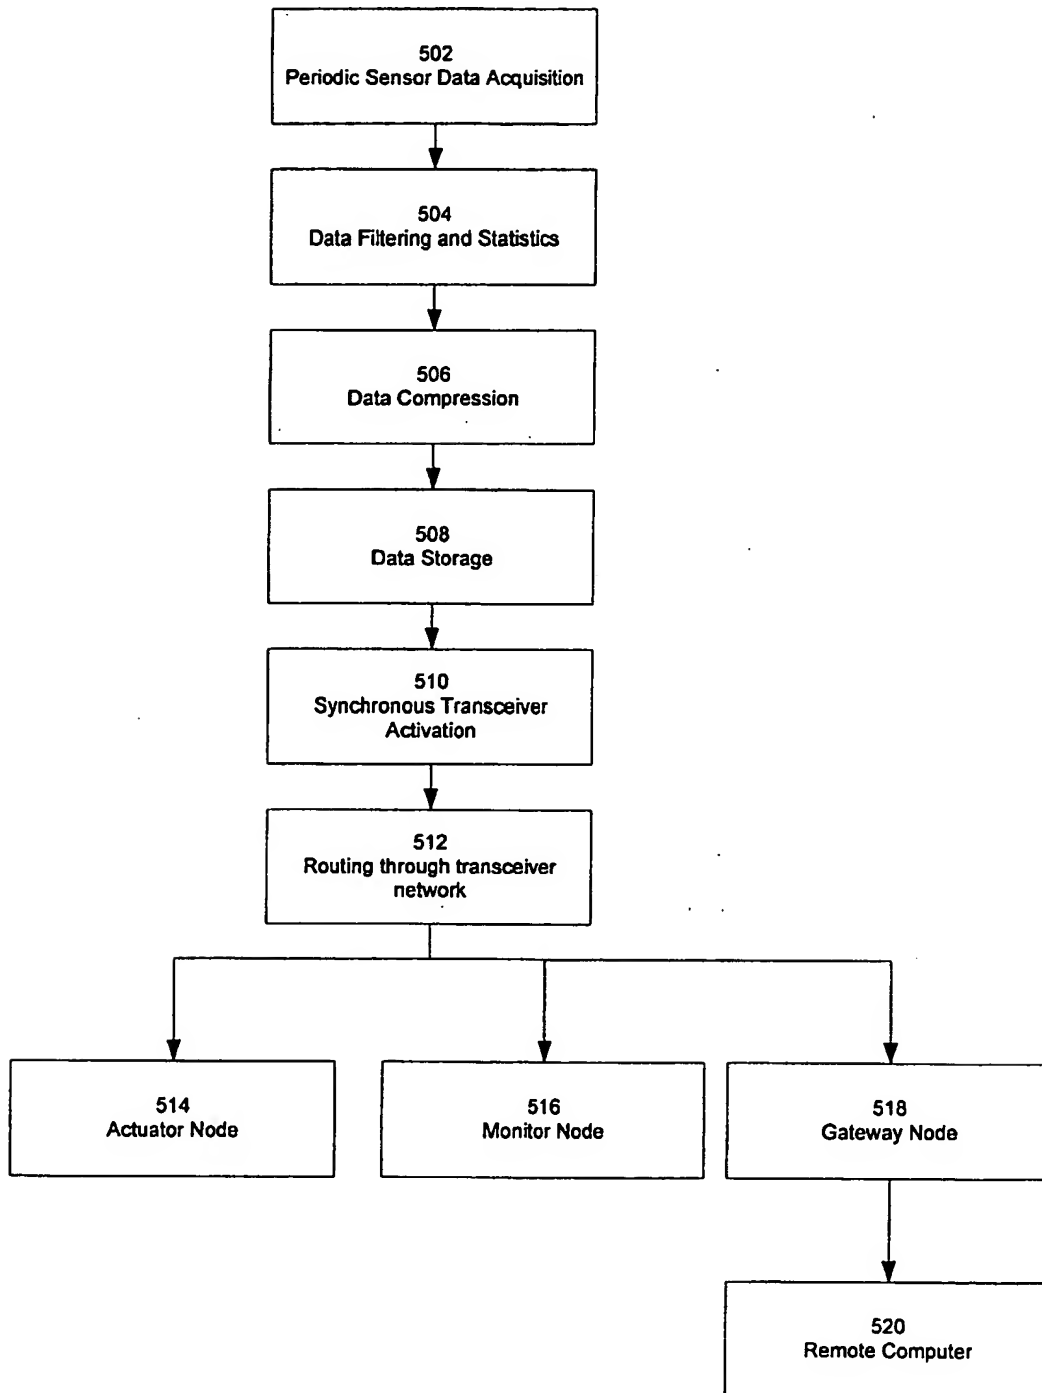 502
Periodic Sensor Data Acquisition
504
Data Filtering and Statistics
506
Data Compression
508
Data Storage
510
Synchronous Transceiver
Activation
512
Routing through transceiver
network
514
Actuator Node
516
Monitor Node
518
Gateway Node
520
Remote Computer